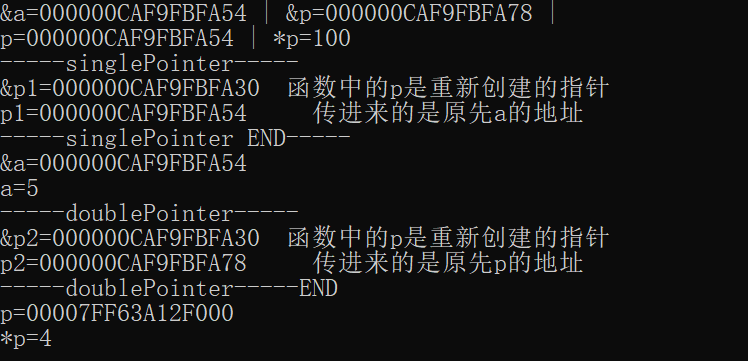 &a=000000CAF9FBFA54 | &p=000000CAF9FBFA78 |
p=000000CAF9FBFA54 | *p=100
-----singlePointer-----
&p1=000000CAF9FBFA30  函数中的p是重新创建的指针
p1=000000CAF9FBFA54     传进来的是原先a的地址
-----singlePointer END-----
&a=000000CAF9FBFA54
a=5
-----doublePointer-----
&p2=000000CAF9FBFA30  函数中的p是重新创建的指针
p2=000000CAF9FBFA78     传进来的是原先p的地址
-----doublePointer-----END
p=00007FF63A12F000
*p=4